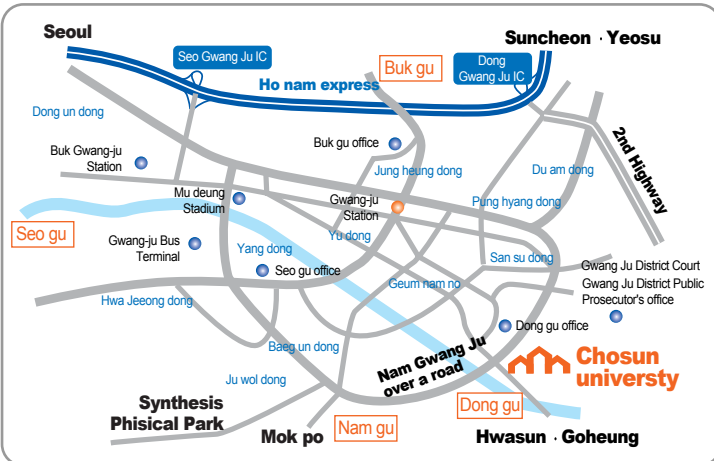 Seoul
Suncheon · Yeosu
Seo Gwang Ju IC
Dong
Gwang Ju IC
Buk gu
Ho nam express
Dong un dong
Buk gu office
2nd Highway
Buk Gwang-ju
Station
Jung heung dong
Du am dong
Mu deung
Stadium
Gwang-ju
Station
Pung hyang dong
Seo gu
Gwang-ju Bus
Terminal
Yang dong
Yu dong
San su dong
Seo gu office
Gwang Ju District Court
Gwang Ju District Public
Prosecutor's office
Geum nam no
Hwa Jeeong dong
Dong gu office
Baeg un dong
Nam Gwang Ju
over a road
Chosun
universty
Ju wol dong
Synthesis
Phisical Park
Dong gu
Nam gu
Mok po
Hwasun · Goheung